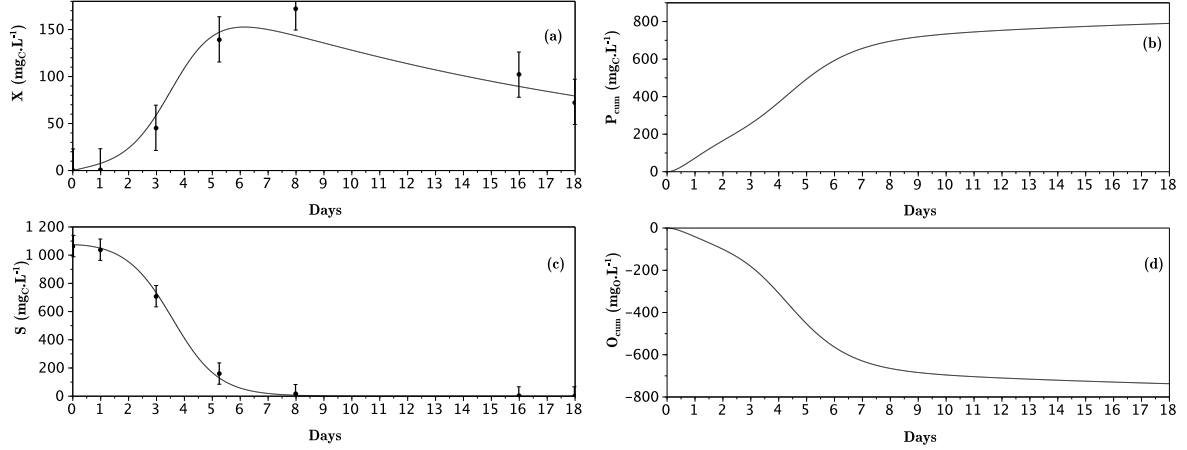 X (mg_C.L^-1)
150
100
50
0
(a)
0 1 2 3 4 5 6 7 8 9 10 11 12 13 14 15 16 17 18
Days
P_cum (mg_C.L^-1)
800
600
400
200
0
(b)
0 1 2 3 4 5 6 7 8 9 10 11 12 13 14 15 16 17 18
Days
S (mg_C.L^-1)
1 200
1 000
800
600
400
200
0
(c)
0 1 2 3 4 5 6 7 8 9 10 11 12 13 14 15 16 17 18
Days
O_cum (mg_O.L^-1)
0
−200
−400
−600
−800
(d)
0 1 2 3 4 5 6 7 8 9 10 11 12 13 14 15 16 17 18
Days